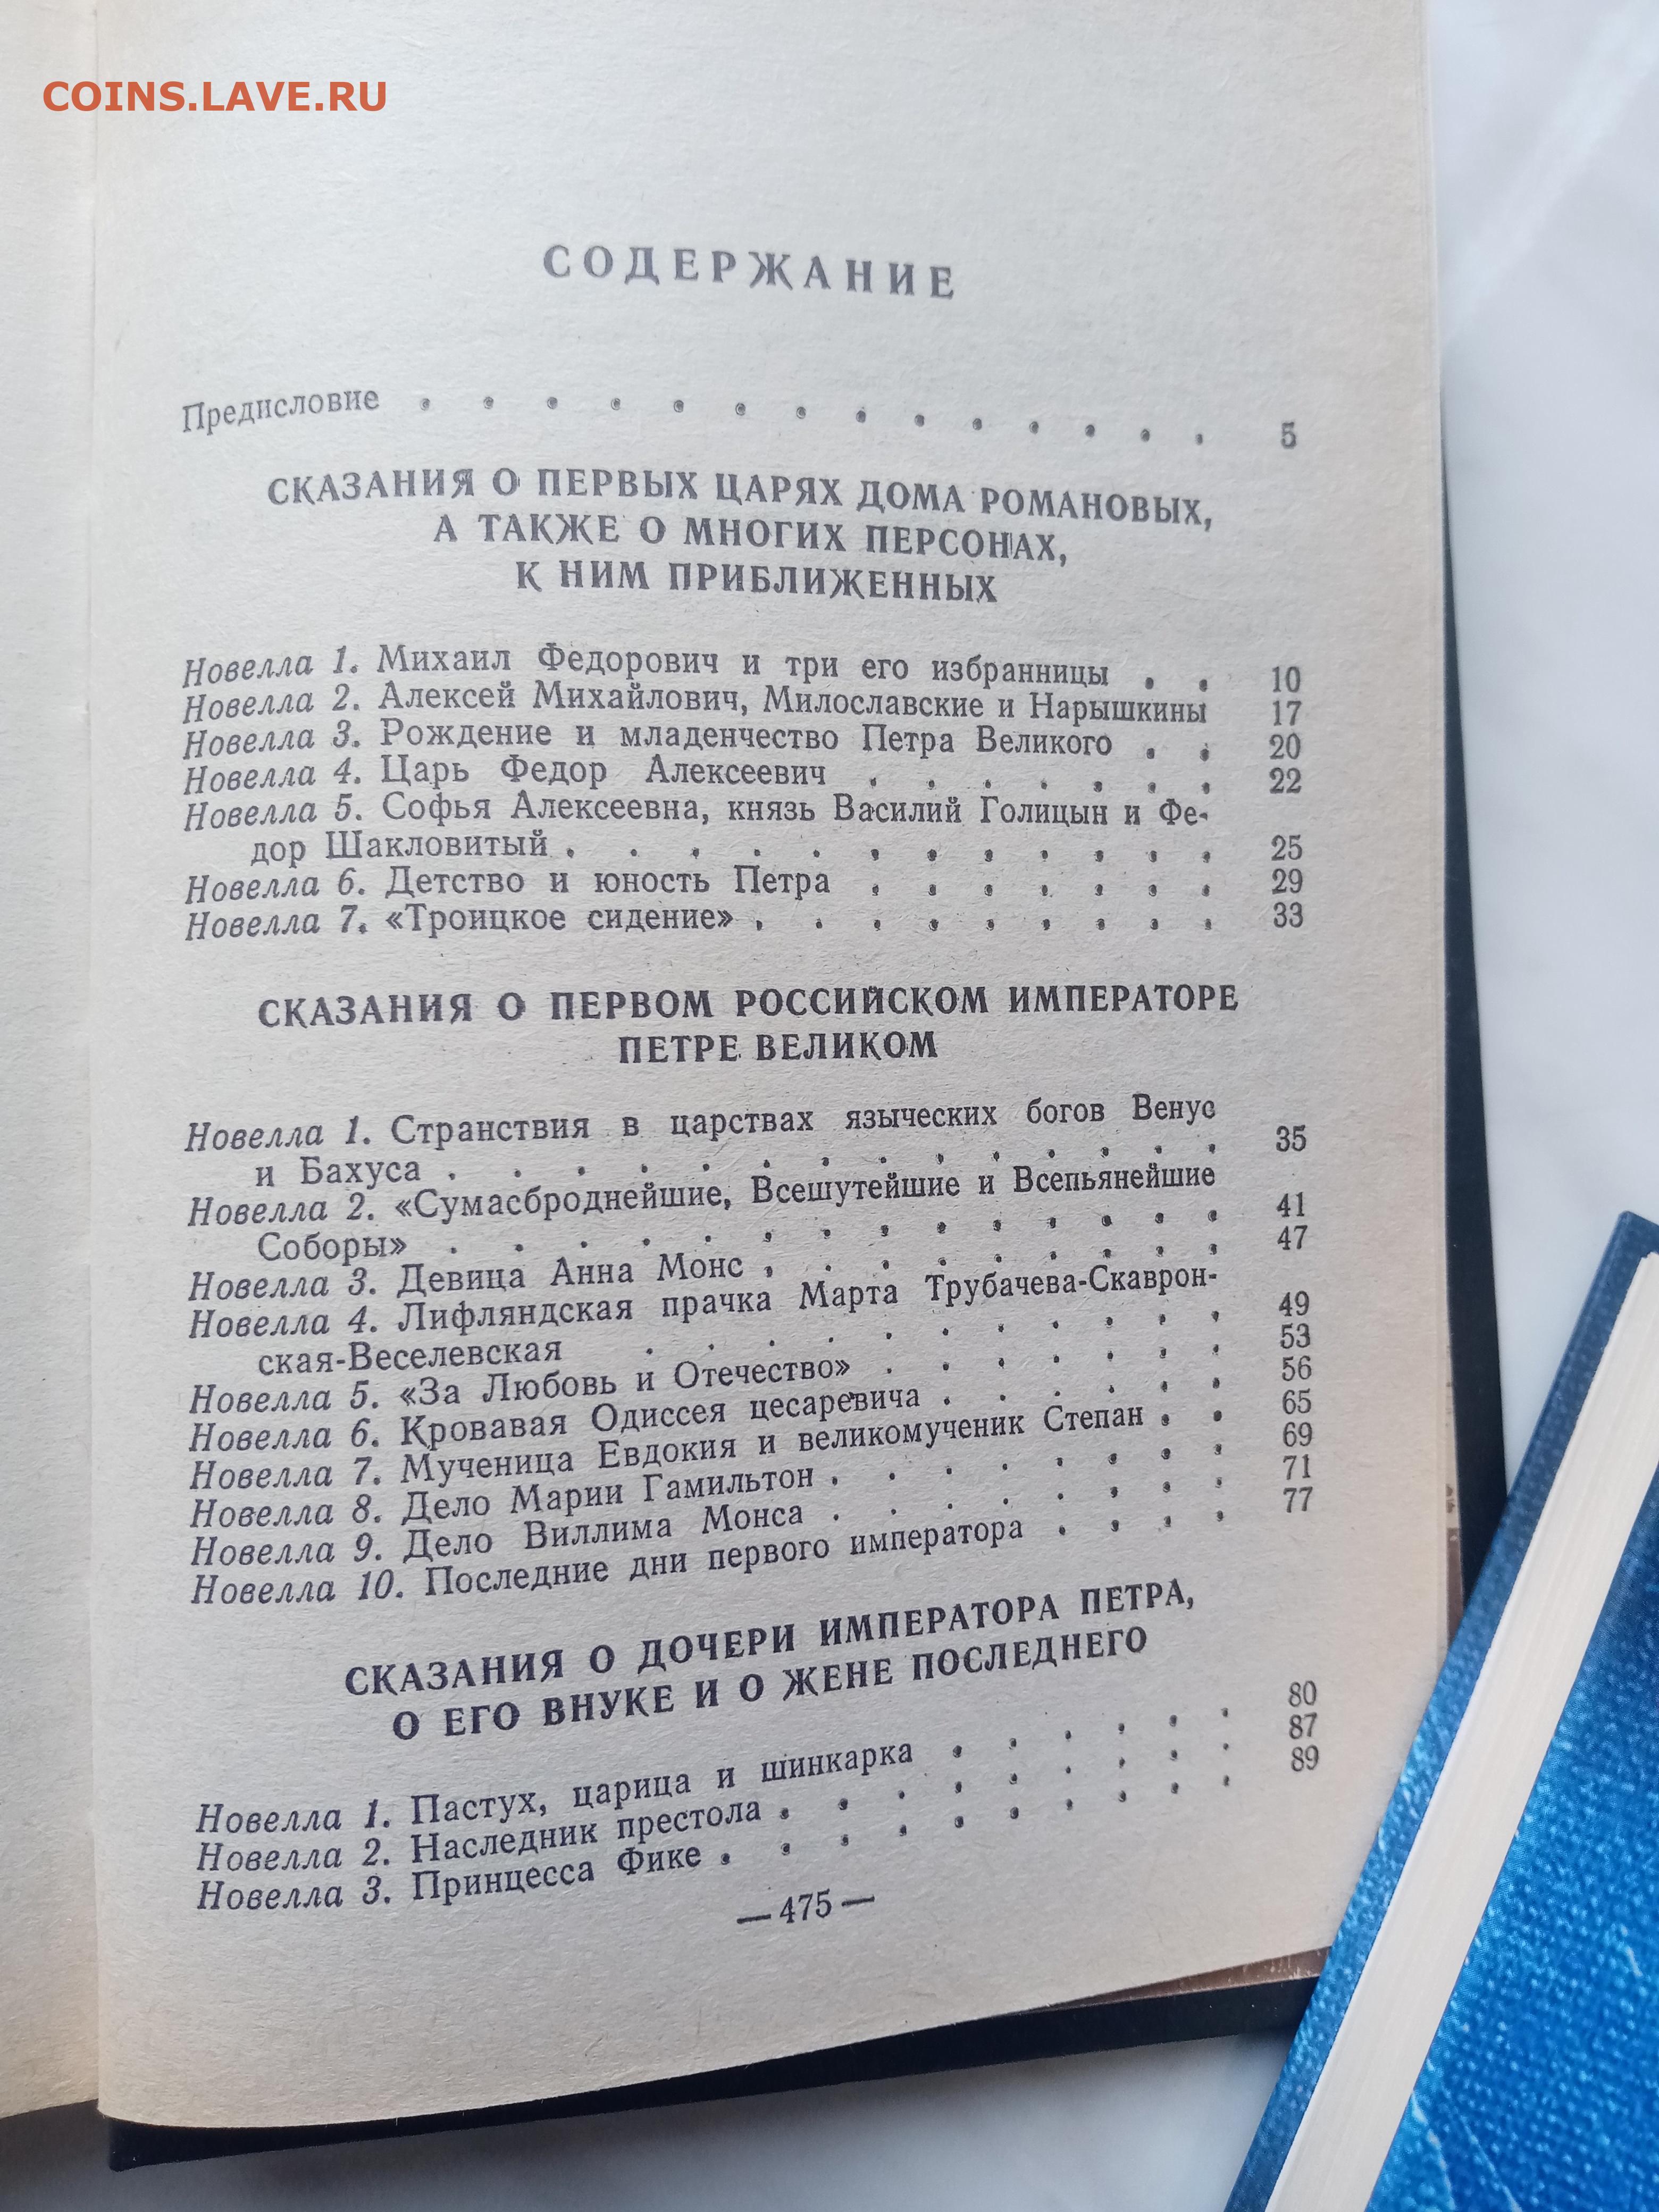 COINS.LAVE.RU
СОДЕРЖАНИЕ
Предисловие . . . . . . . . . . . . . . 5
СКАЗАНИЯ О ПЕРВЫХ ЦАРЯХ ДОМА РОМАНОВЫХ,
А ТАКЖЕ О МНОГИХ ПЕРСОНАХ,
К НИМ ПРИБЛИЖЕННЫХ
Новелла 1. Михаил Федорович и три его избранницы . . 10
Новелла 2. Алексей Михайлович, Милославские и Нарышкины 17
Новелла 3. Рождение и младенчество Петра Великого . . 20
Новелла 4. Царь Федор Алексеевич . . . . . . . 22
Новелла 5. Софья Алексеевна, князь Василий Голицын и Фе-
дор Шакловитый . . . . . . . . . . . . 25
Новелла 6. Детство и юность Петра . . . . . . . 29
Новелла 7. «Троицкое сидение» . . . . . . . . . 33
СКАЗАНИЯ О ПЕРВОМ РОССИЙСКОМ ИМПЕРАТОРЕ
ПЕТРЕ ВЕЛИКОМ
Новелла 1. Странствия в царствах языческих богов Венус
и Бахуса . . . . . . . . . . . . . . 35
Новелла 2. «Сумасброднейшие, Всешутейшие и Всепьянейшие
Соборы» . . . . . . . . . . . . . . 41
Новелла 3. Девица Анна Монс . . . . . . . . . 47
Новелла 4. Лифляндская прачка Марта Трубачева-Скаврон-
ская-Веселевская . . . . . . . . . . . 49
Новелла 5. «За Любовь и Отечество» . . . . . . . 53
Новелла 6. Кровавая Одиссея цесаревича . . . . . . 56
Новелла 7. Мученица Евдокия и великомученик Степан . . 65
Новелла 8. Дело Марии Гамильтон . . . . . . . . 69
Новелла 9. Дело Виллима Монса . . . . . . . . 71
Новелла 10. Последние дни первого императора . . . . 77
СКАЗАНИЯ О ДОЧЕРИ ИМПЕРАТОРА ПЕТРА,
О ЕГО ВНУКЕ И О ЖЕНЕ ПОСЛЕДНЕГО
Новелла 1. Пастух, царица и шинкарка . . . . . . 80
Новелла 2. Наследник престола . . . . . . . . . 87
Новелла 3. Принцесса Фике . . . . . . . . . . 89
— 475 —